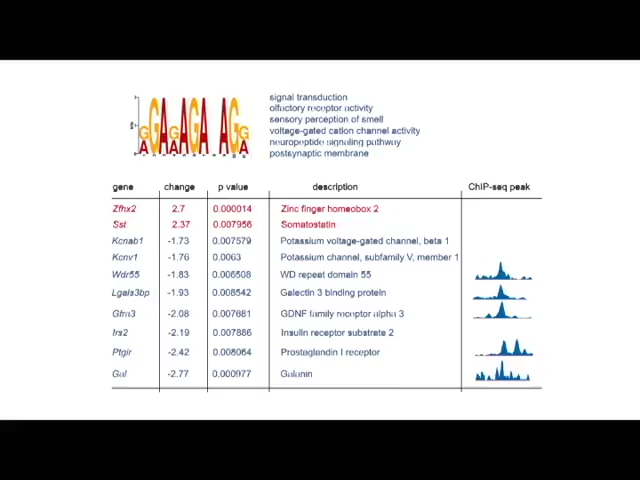 signal transduction
olfactory receptor activity
sensory perception of smell
voltage-gated cation channel activity
neuropeptide signaling pathway
postsynaptic membrane
gene change p value description ChIP-seq peak
Zfhx2 2.7 0.000014 Zinc finger homeobox 2
Sst 2.37 0.007956 Somatostatin
Kcnab1 -1.73 0.007579 Potassium voltage-gated channel, beta 1
Kcnv1 -1.76 0.0063 Potassium channel, subfamily V, member 1
Wdr55 -1.83 0.006508 WD repeat domain 55
Lgals3bp -1.93 0.008542 Galectin 3 binding protein
Gfra3 -2.08 0.007681 GDNF family receptor alpha 3
Irs2 -2.19 0.007886 Insulin receptor substrate 2
Ptgir -2.42 0.008064 Prostaglandin I receptor
Gal -2.77 0.000977 Galanin